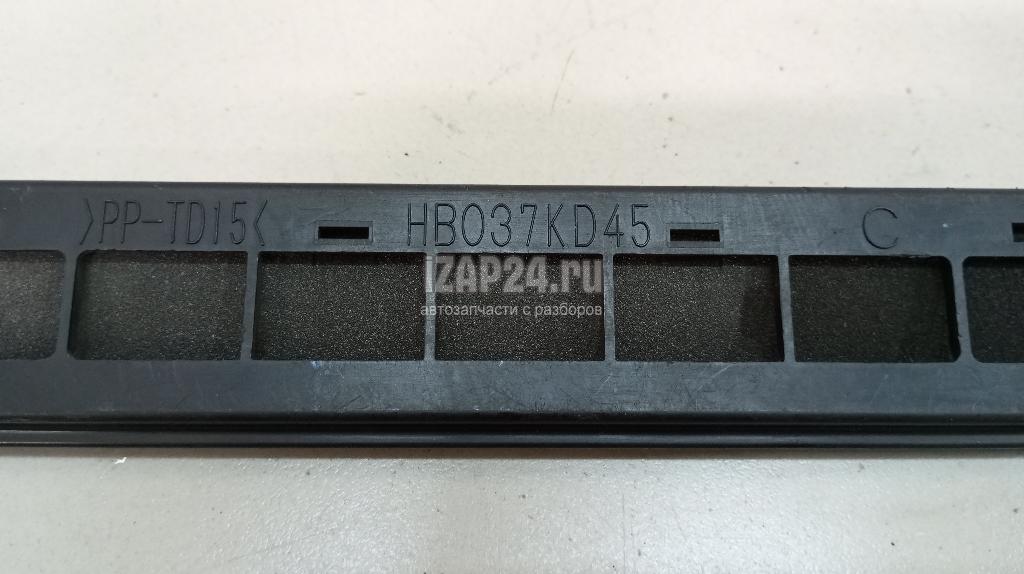 >PP-TD15< HB037KD45 C
iZAP24.ru
автозапчасти с разборов